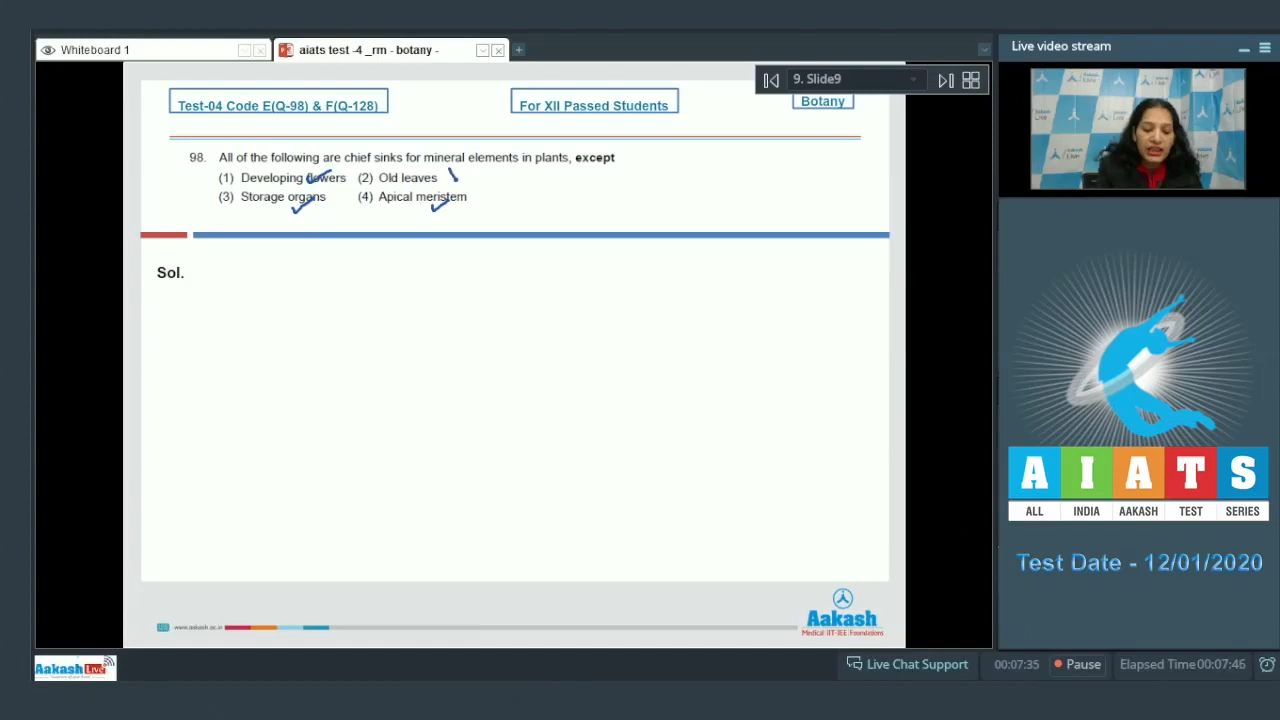 Whiteboard 1
aiats test -4 _rm - botany -
Live video stream
9. Slide9
Test-04 Code E(Q-98) & F(Q-128)
For XII Passed Students
Botany
98. All of the following are chief sinks for mineral elements in plants, except
(1) Developing flowers (2) Old leaves
(3) Storage organs (4) Apical meristem
Sol.
A I A T S
ALL INDIA AAKASH TEST SERIES
Test Date - 12/01/2020
Aakash
Medical | IIT-JEE | Foundations
www.aakash.ac.in
Aakash Live
Live Chat Support
00:07:35
Pause
Elapsed Time 00:07:46